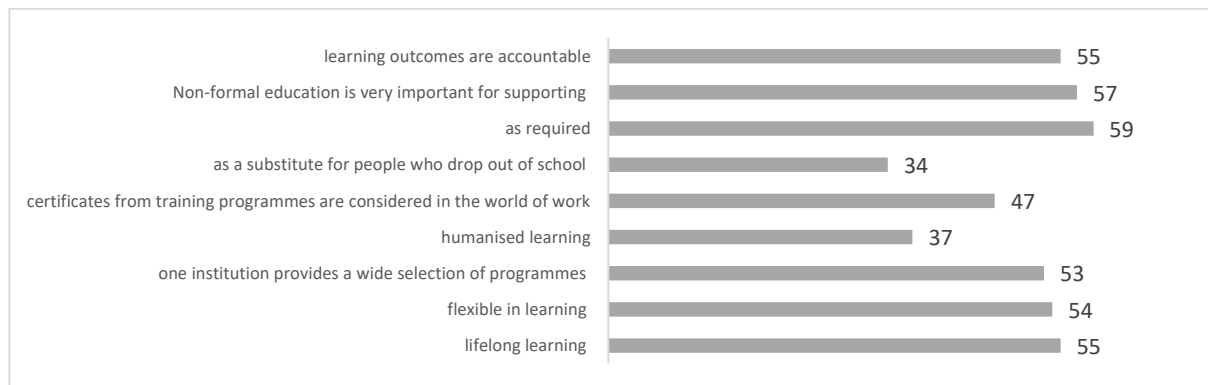 learning outcomes are accountable 55
Non-formal education is very important for supporting 57
as required 59
as a substitute for people who drop out of school 34
certificates from training programmes are considered in the world of work 47
humanised learning 37
one institution provides a wide selection of programmes 53
flexible in learning 54
lifelong learning 55